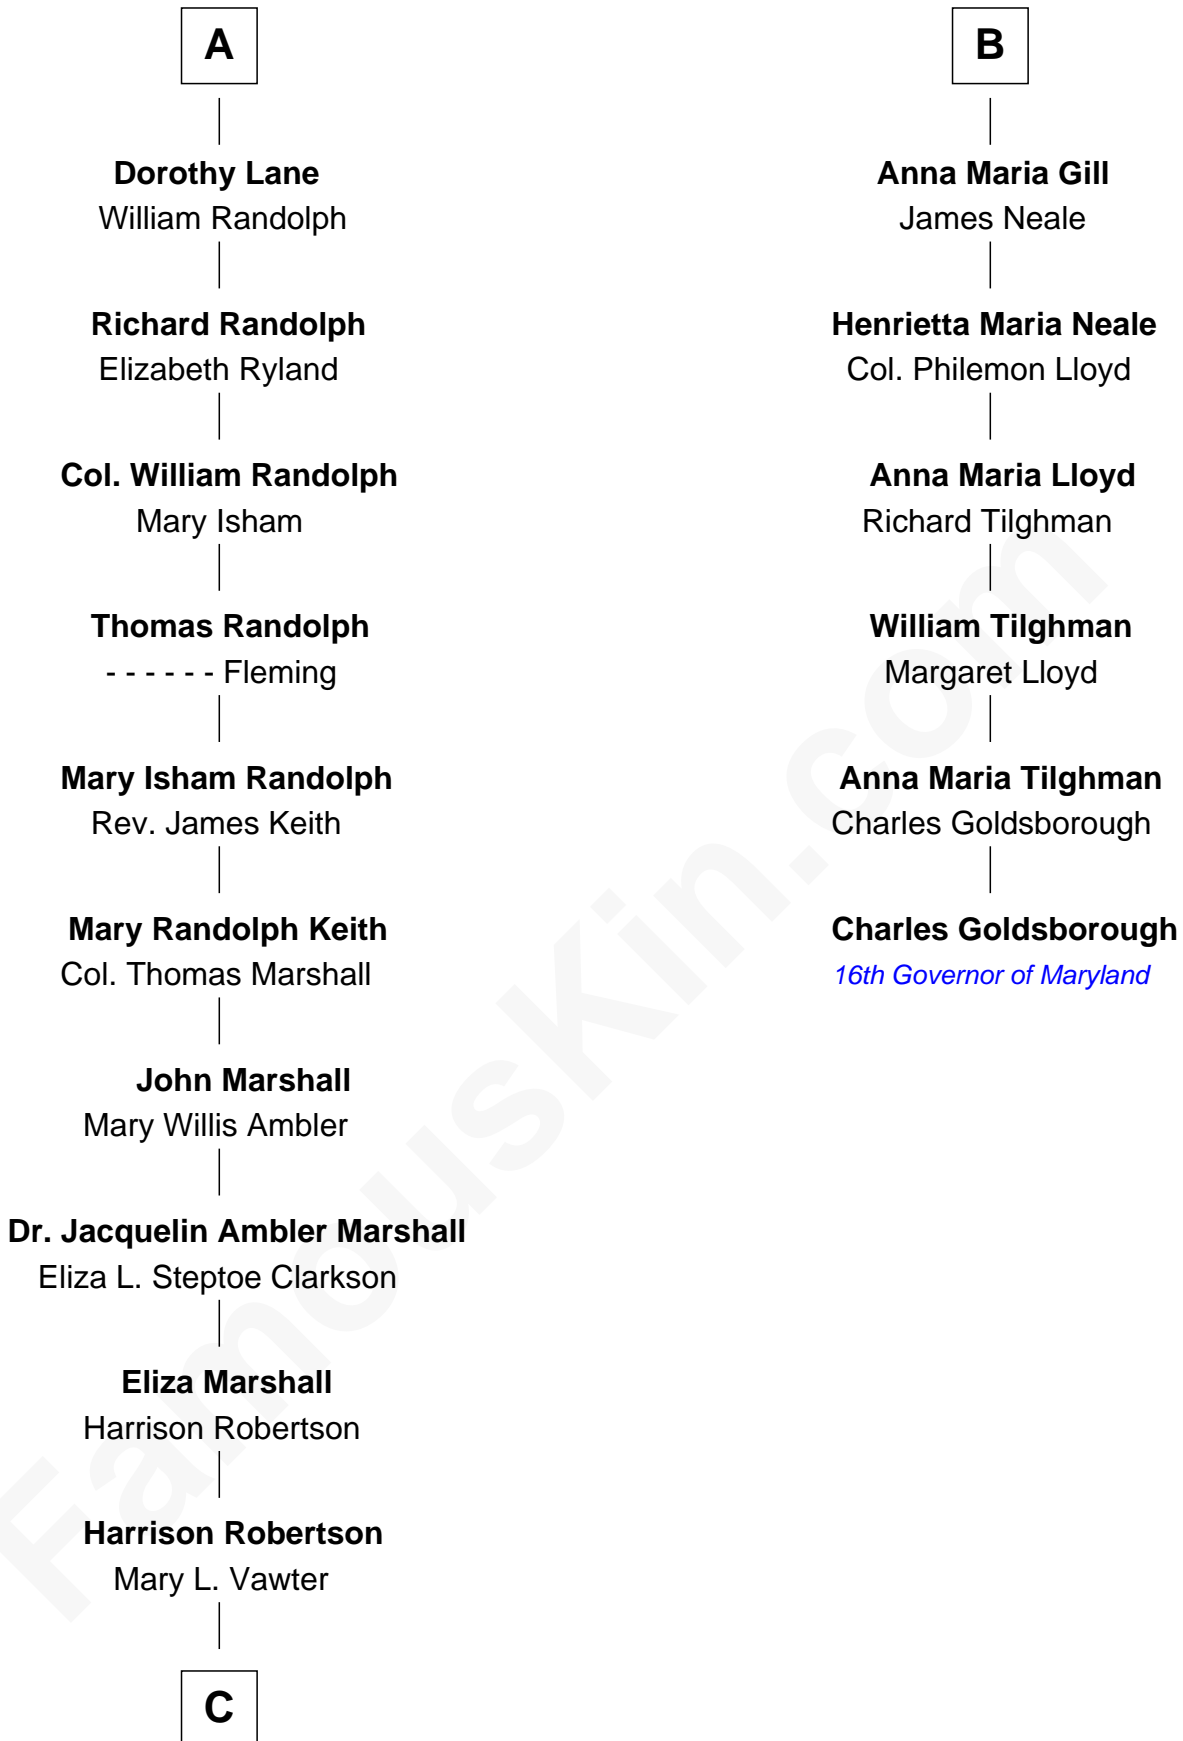 A
Dorothy Lane
William Randolph
Richard Randolph
Elizabeth Ryland
Col. William Randolph
Mary Isham
Thomas Randolph
- - - - - - Fleming
Mary Isham Randolph
Rev. James Keith
Mary Randolph Keith
Col. Thomas Marshall
John Marshall
Mary Willis Ambler
Dr. Jacquelin Ambler Marshall
Eliza L. Steptoe Clarkson
Eliza Marshall
Harrison Robertson
Harrison Robertson
Mary L. Vawter
C
B
Anna Maria Gill
James Neale
Henrietta Maria Neale
Col. Philemon Lloyd
Anna Maria Lloyd
Richard Tilghman
William Tilghman
Margaret Lloyd
Anna Maria Tilghman
Charles Goldsborough
Charles Goldsborough
16th Governor of Maryland
FamousKin.com